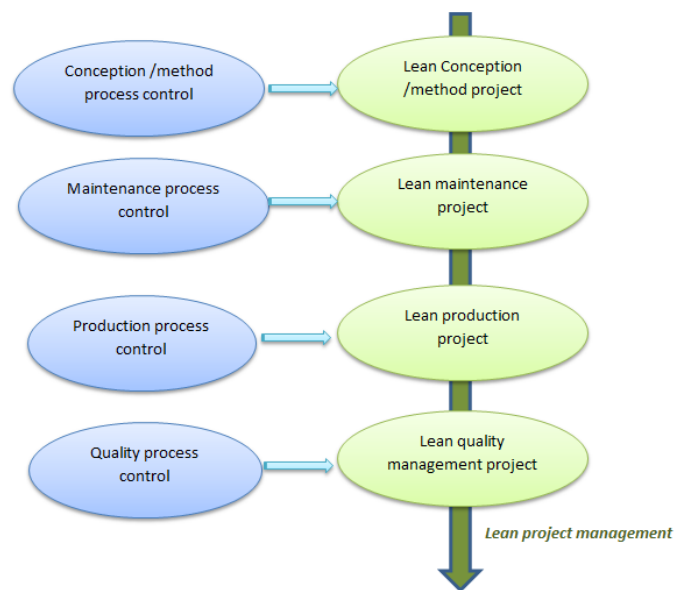 Conception /method
process control
Lean Conception
/method project
Maintenance process
control
Lean maintenance
project
Production process
control
Lean production
project
Quality process
control
Lean quality
management project
Lean project management